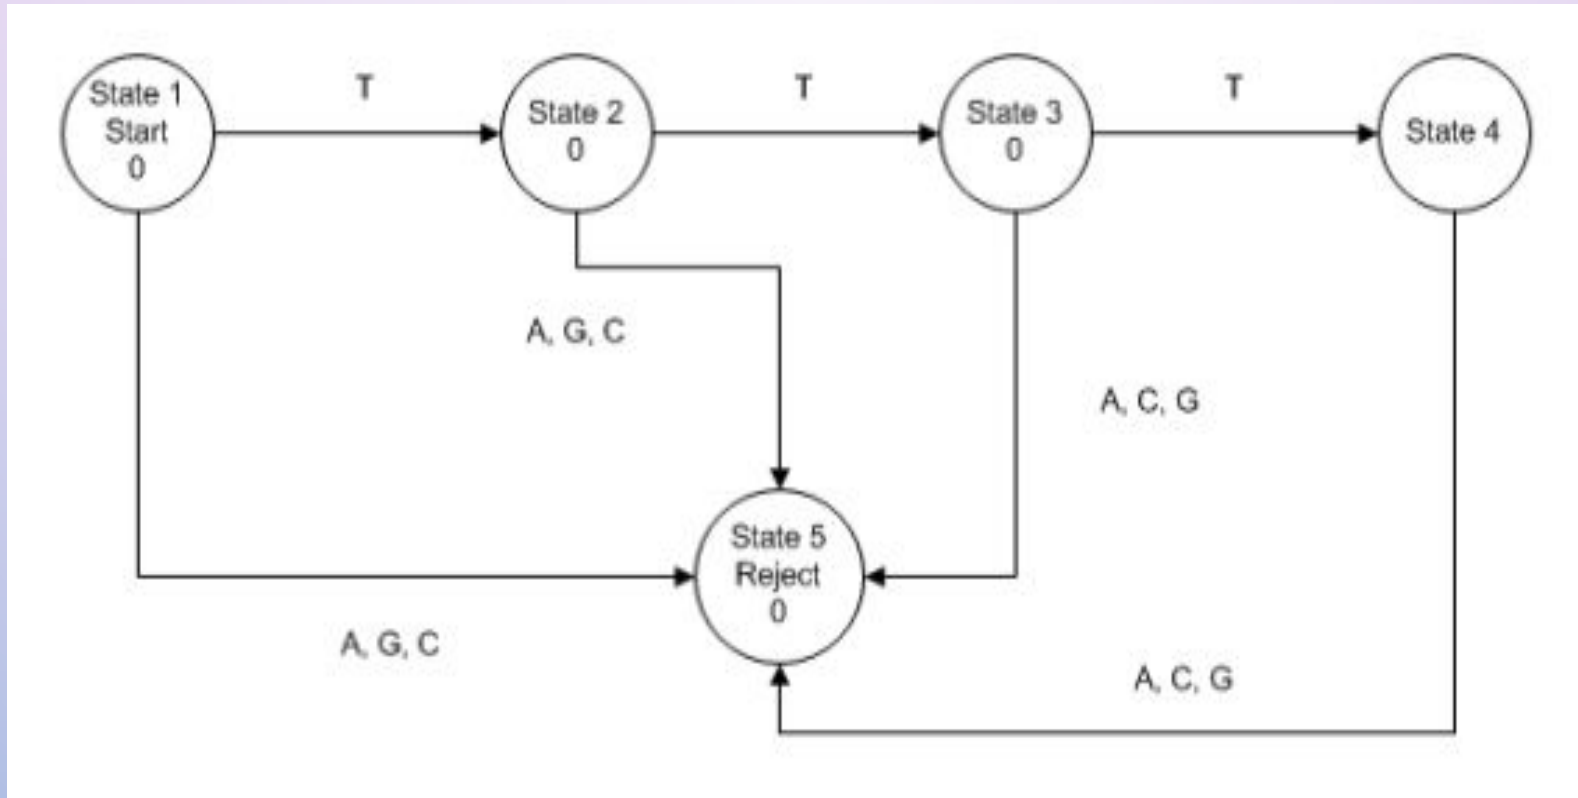 State 1
Start
0
T
State 2
0
T
State 3
0
T
State 4
A, G, C
A, C, G
State 5
Reject
0
A, G, C
A, C, G